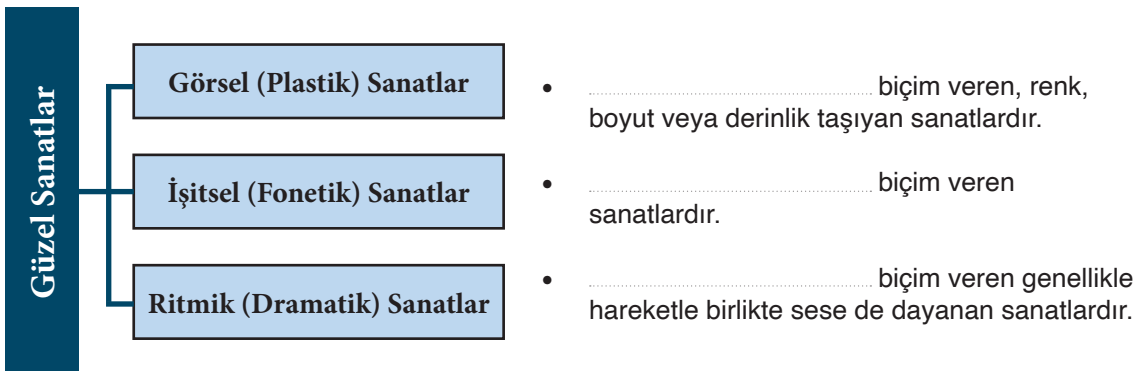 Güzel Sanatlar
Görsel (Plastik) Sanatlar
• ................................ biçim veren, renk,
boyut veya derinlik taşıyan sanatlardır.
İşitsel (Fonetik) Sanatlar
• ................................ biçim veren
sanatlardır.
Ritmik (Dramatik) Sanatlar
• ................................ biçim veren genellikle
hareketle birlikte sese de dayanan sanatlardır.